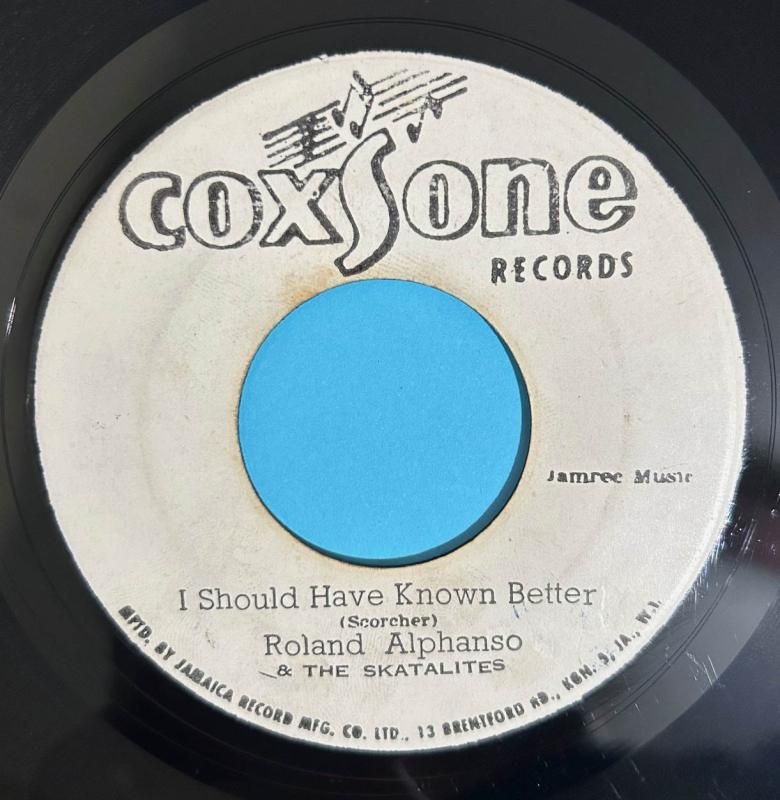 coxsone
RECORDS
Jamrec Music
I Should Have Known Better
(Scorcher)
Roland Alphanso
& THE SKATALITES
MFTD. BY JAMAICA RECORD MFG. CO. LTD., 13 BRENTFORD RD., KGN. 5, JA., W.I.